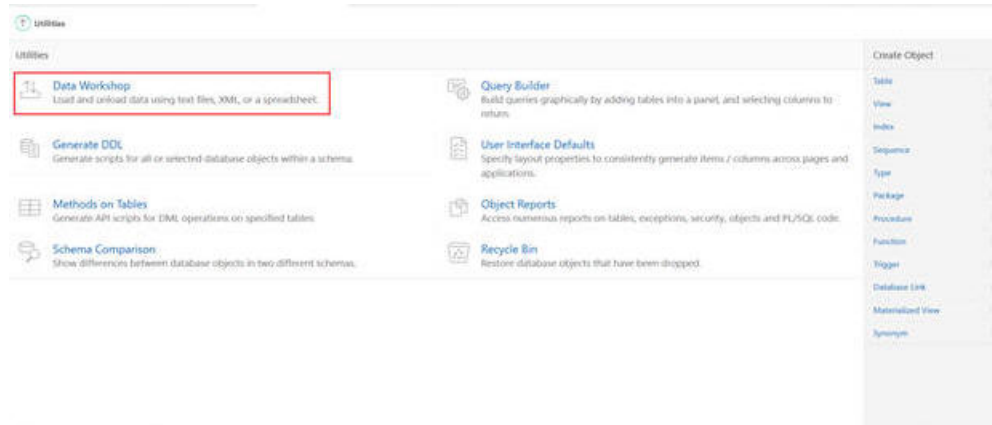 Utilities
Utilities
Data Workshop
Load and unload data using text files, XML, or a spreadsheet.
Generate DDL
Generate scripts for all or selected database objects within a schema.
Methods on Tables
Generate API scripts for DML operations on specified tables.
Schema Comparison
Show differences between database objects in two different schemas.
Query Builder
Build queries graphically by adding tables into a panel, and selecting columns to
return.
User Interface Defaults
Specify layout properties to consistently generate items / columns across pages and
applications.
Object Reports
Access numerous reports on tables, exceptions, security, objects and PL/SQL code.
Recycle Bin
Restore database objects that have been dropped.
Create Object
Table
View
Index
Sequence
Type
Package
Procedure
Function
Trigger
Database Link
Materialized View
Synonym